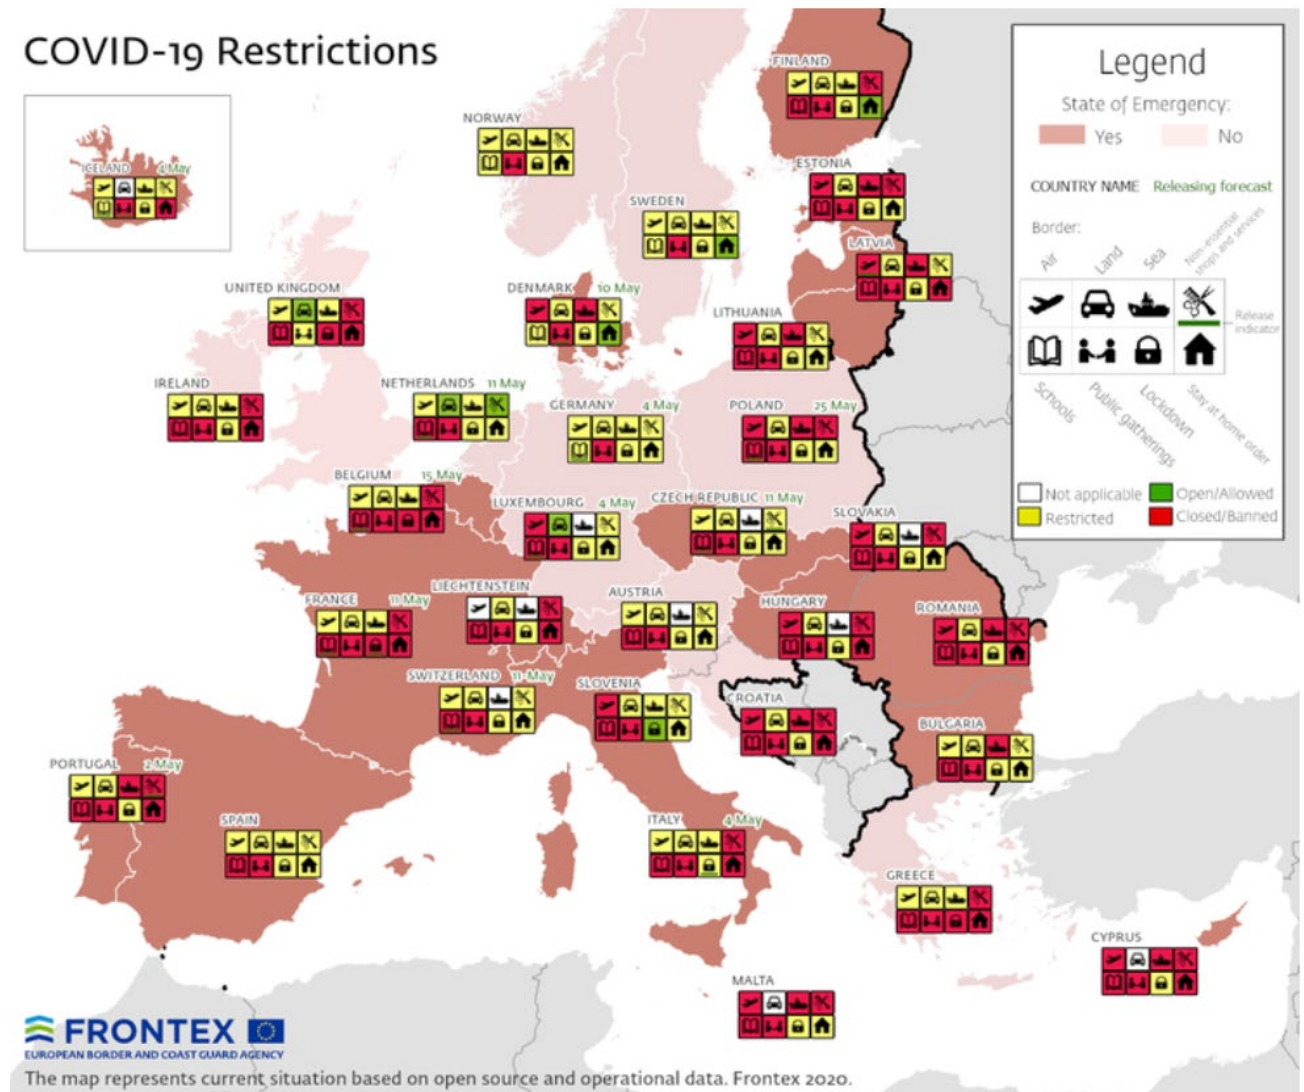 COVID-19 Restrictions
Legend
State of Emergency:
Yes
No
COUNTRY NAME
Releasing forecast
Border:
Air
Land
Sea
Non-essential
shops and services
Release
indicator
Schools
Public gatherings
Lockdown
Stay at home order
Not applicable
Open/Allowed
Restricted
Closed/Banned
ICELAND 4 May
FINLAND
NORWAY
ESTONIA
SWEDEN
LATVIA
UNITED KINGDOM
DENMARK 10 May
LITHUANIA
IRELAND
NETHERLANDS 11 May
GERMANY 4 May
POLAND 25 May
BELGIUM 15 May
LUXEMBOURG 4 May
CZECH REPUBLIC 11 May
SLOVAKIA
FRANCE 11 May
LIECHTENSTEIN
AUSTRIA
HUNGARY
ROMANIA
SWITZERLAND 11 May
SLOVENIA
CROATIA
BULGARIA
PORTUGAL 2 May
SPAIN
ITALY 4 May
GREECE
CYPRUS
MALTA
FRONTEX
EUROPEAN BORDER AND COAST GUARD AGENCY
The map represents current situation based on open source and operational data. Frontex 2020.